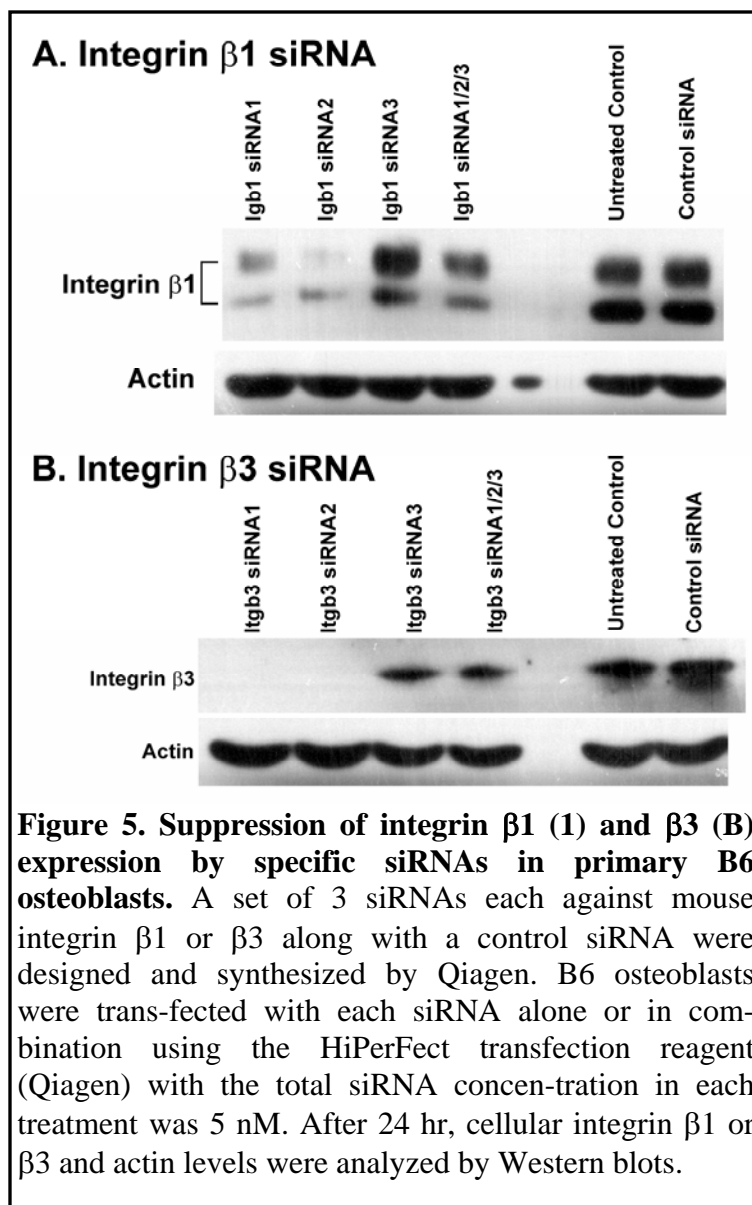 A. Integrin β1 siRNA
Igb1 siRNA1
Igb1 siRNA2
Igb1 siRNA3
Igb1 siRNA1/2/3
Untreated Control
Control siRNA
Integrin β1
Actin
B. Integrin β3 siRNA
Itgb3 siRNA1
Itgb3 siRNA2
Itgb3 siRNA3
Itgb3 siRNA1/2/3
Untreated Control
Control siRNA
Integrin β3
Actin
Figure 5. Suppression of integrin β1 (1) and β3 (B)
expression by specific siRNAs in primary B6
osteoblasts. A set of 3 siRNAs each against mouse
integrin β1 or β3 along with a control siRNA were
designed and synthesized by Qiagen. B6 osteoblasts
were trans-fected with each siRNA alone or in com-
bination using the HiPerFect transfection reagent
(Qiagen) with the total siRNA concen-tration in each
treatment was 5 nM. After 24 hr, cellular integrin β1 or
β3 and actin levels were analyzed by Western blots.